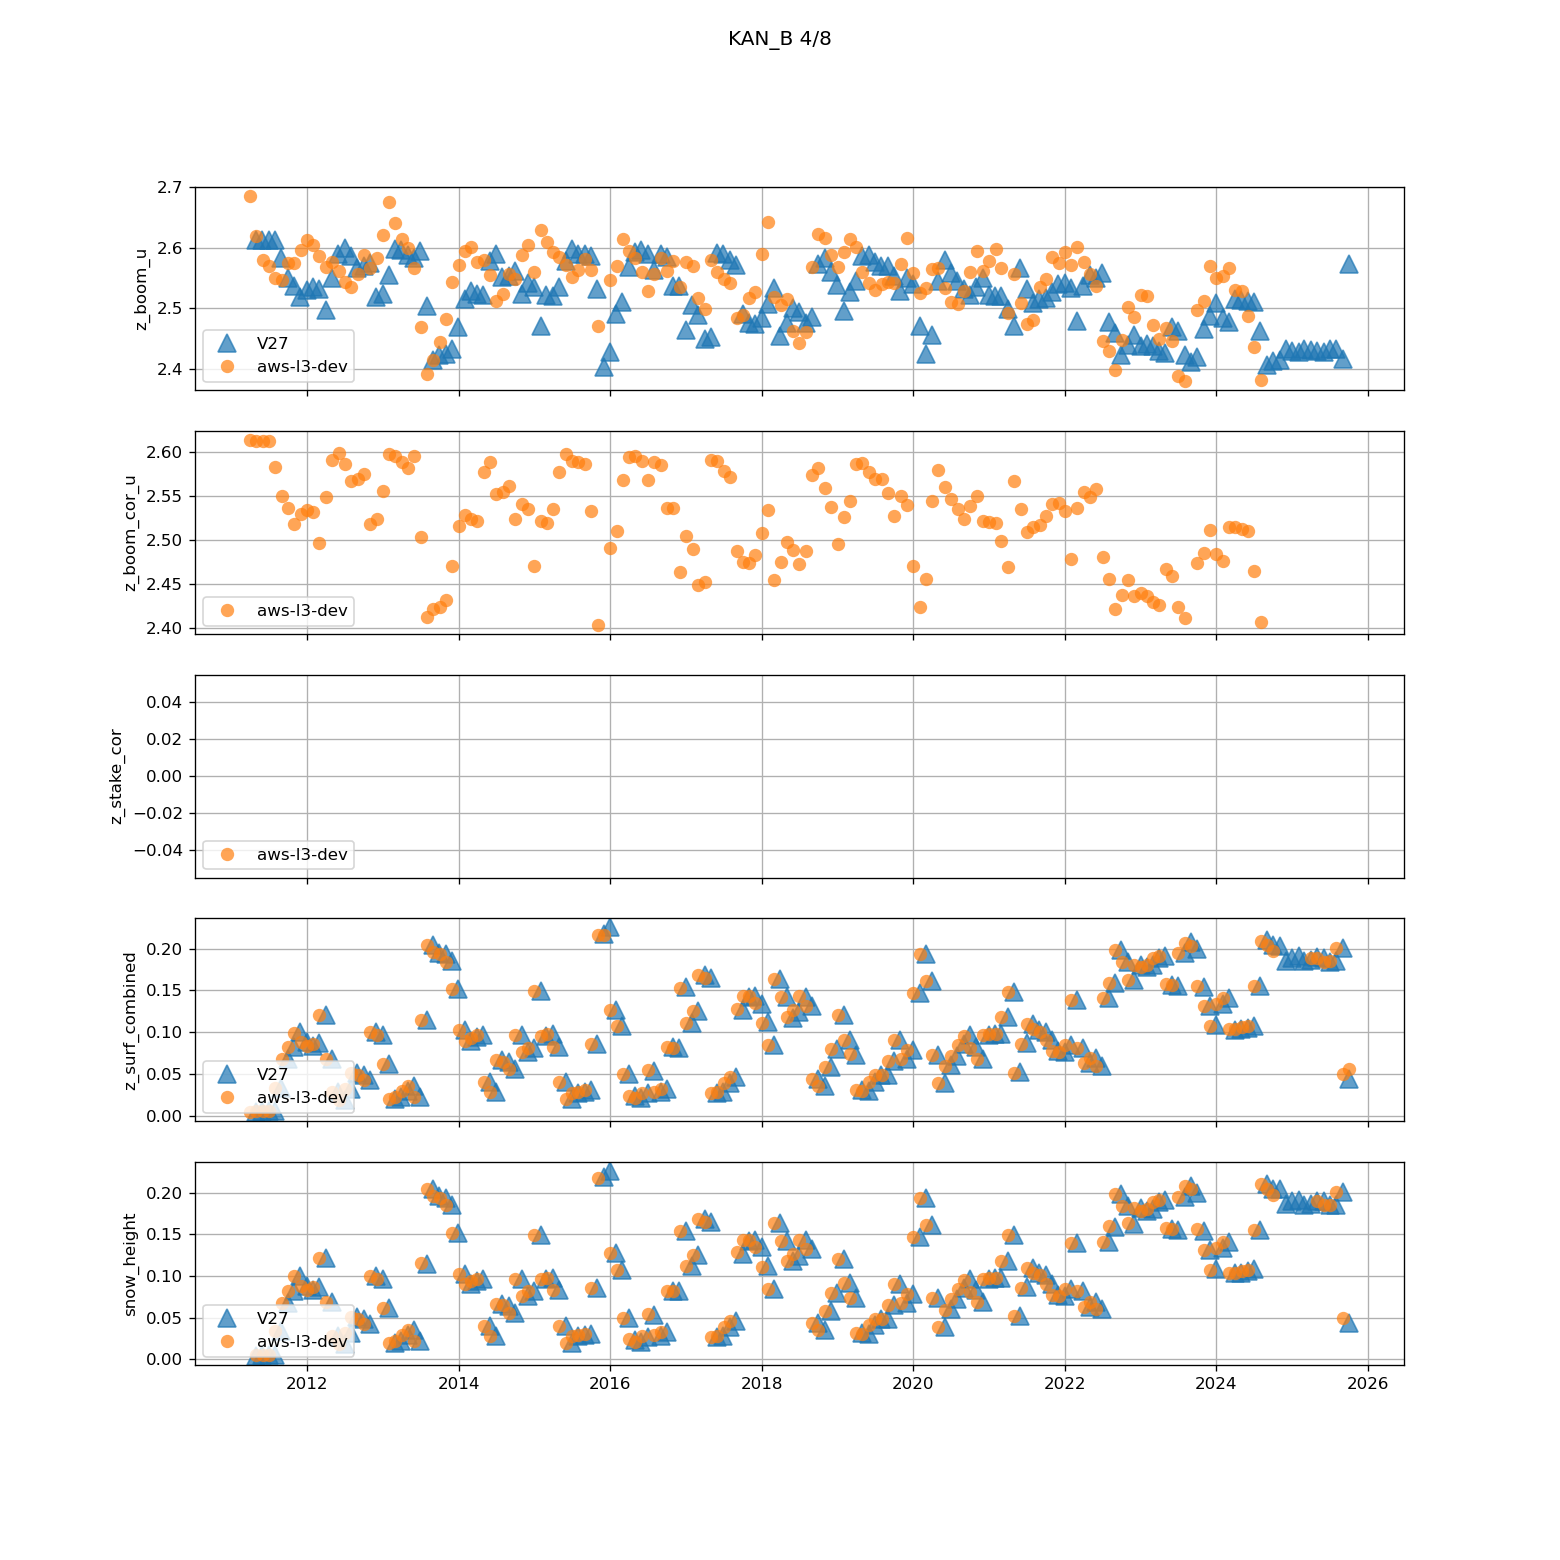 KAN_B 4/8
2.7
2.6
2.5
2.4
z_boom_u
V27
aws-l3-dev
2.60
2.55
2.50
2.45
2.40
z_boom_cor_u
aws-l3-dev
0.04
0.02
0.00
−0.02
−0.04
z_stake_cor
aws-l3-dev
0.20
0.15
0.10
0.05
0.00
z_surf_combined
V27
aws-l3-dev
0.20
0.15
0.10
0.05
0.00
snow_height
V27
aws-l3-dev
2012 2014 2016 2018 2020 2022 2024 2026